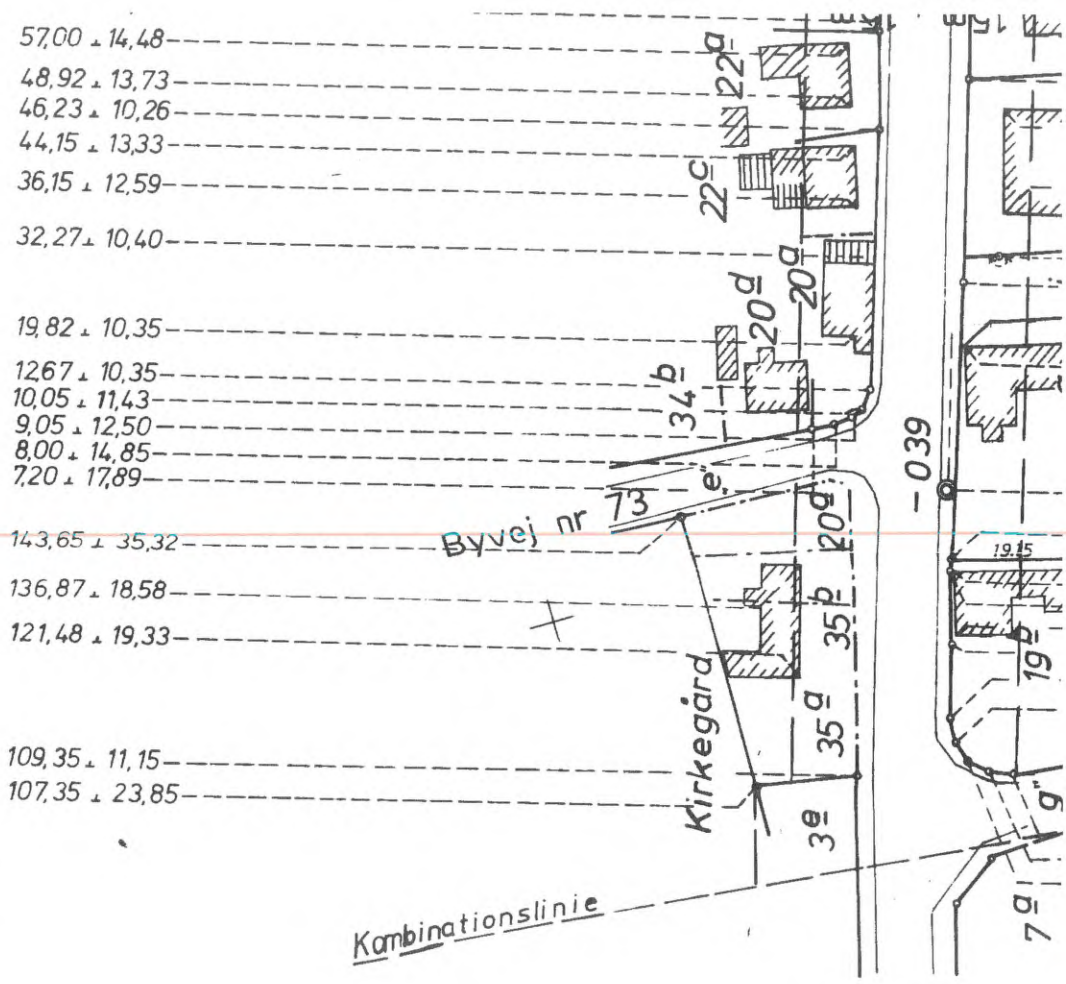 57,00 ⊥ 14,48
48,92 ⊥ 13,73
46,23 ⊥ 10,26
44,15 ⊥ 13,33
36,15 ⊥ 12,59
32,27 ⊥ 10,40
19,82 ⊥ 10,35
12,67 ⊥ 10,35
10,05 ⊥ 11,43
9,05 ⊥ 12,50
8,00 ⊥ 14,85
7,20 ⊥ 17,89
143,65 ⊥ 35,32
136,87 ⊥ 18,58
121,48 ⊥ 19,33
109,35 ⊥ 11,15
107,35 ⊥ 23,85
22a
22c
20a
20d
34b
"e"
Byvej nr 73
20a
35b
35a
Kirkegård
3e
Kombinationslinie
-039
15
19.15
19b
"g"
7a